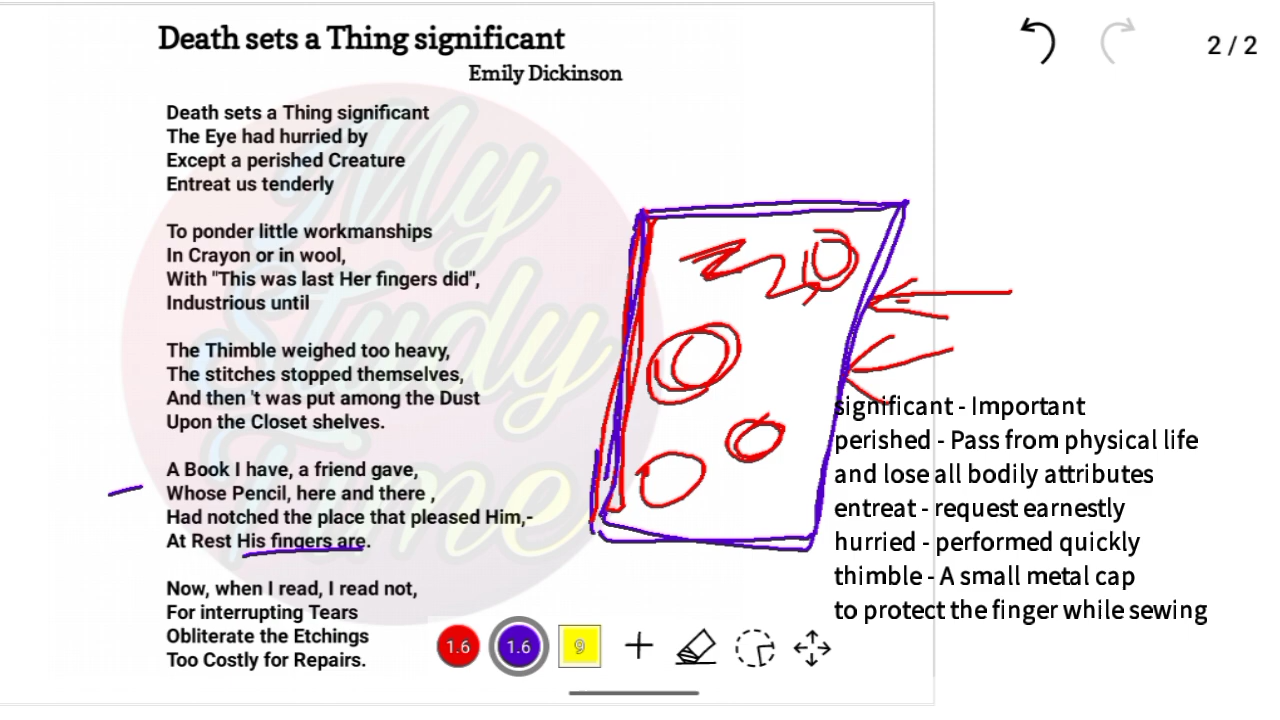 Death sets a Thing significant
Emily Dickinson
2 / 2
Death sets a Thing significant
The Eye had hurried by
Except a perished Creature
Entreat us tenderly
To ponder little workmanships
In Crayon or in wool,
With "This was last Her fingers did",
Industrious until
The Thimble weighed too heavy,
The stitches stopped themselves,
And then 't was put among the Dust
Upon the Closet shelves.
A Book I have, a friend gave,
Whose Pencil, here and there ,
Had notched the place that pleased Him,-
At Rest His fingers are.
Now, when I read, I read not,
For interrupting Tears
Obliterate the Etchings
Too Costly for Repairs.
significant - Important
perished - Pass from physical life
and lose all bodily attributes
entreat - request earnestly
hurried - performed quickly
thimble - A small metal cap
to protect the finger while sewing
My
Study
Time
1.6
1.6
9